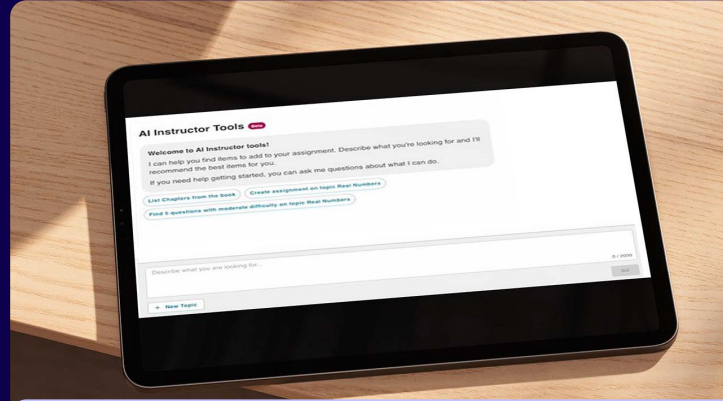 AI Instructor Tools Beta
Welcome to AI Instructor tools!
I can help you find items to add to your assignment. Describe what you're looking for and I'll
recommend the best items for you.
If you need help getting started, you can ask me questions about what I can do.
List Chapters from the book Create assignment on topic Real Numbers
Find 5 questions with moderate difficulty on topic Real Numbers
Describe what you are looking for...
0 / 2000
+ New Topic